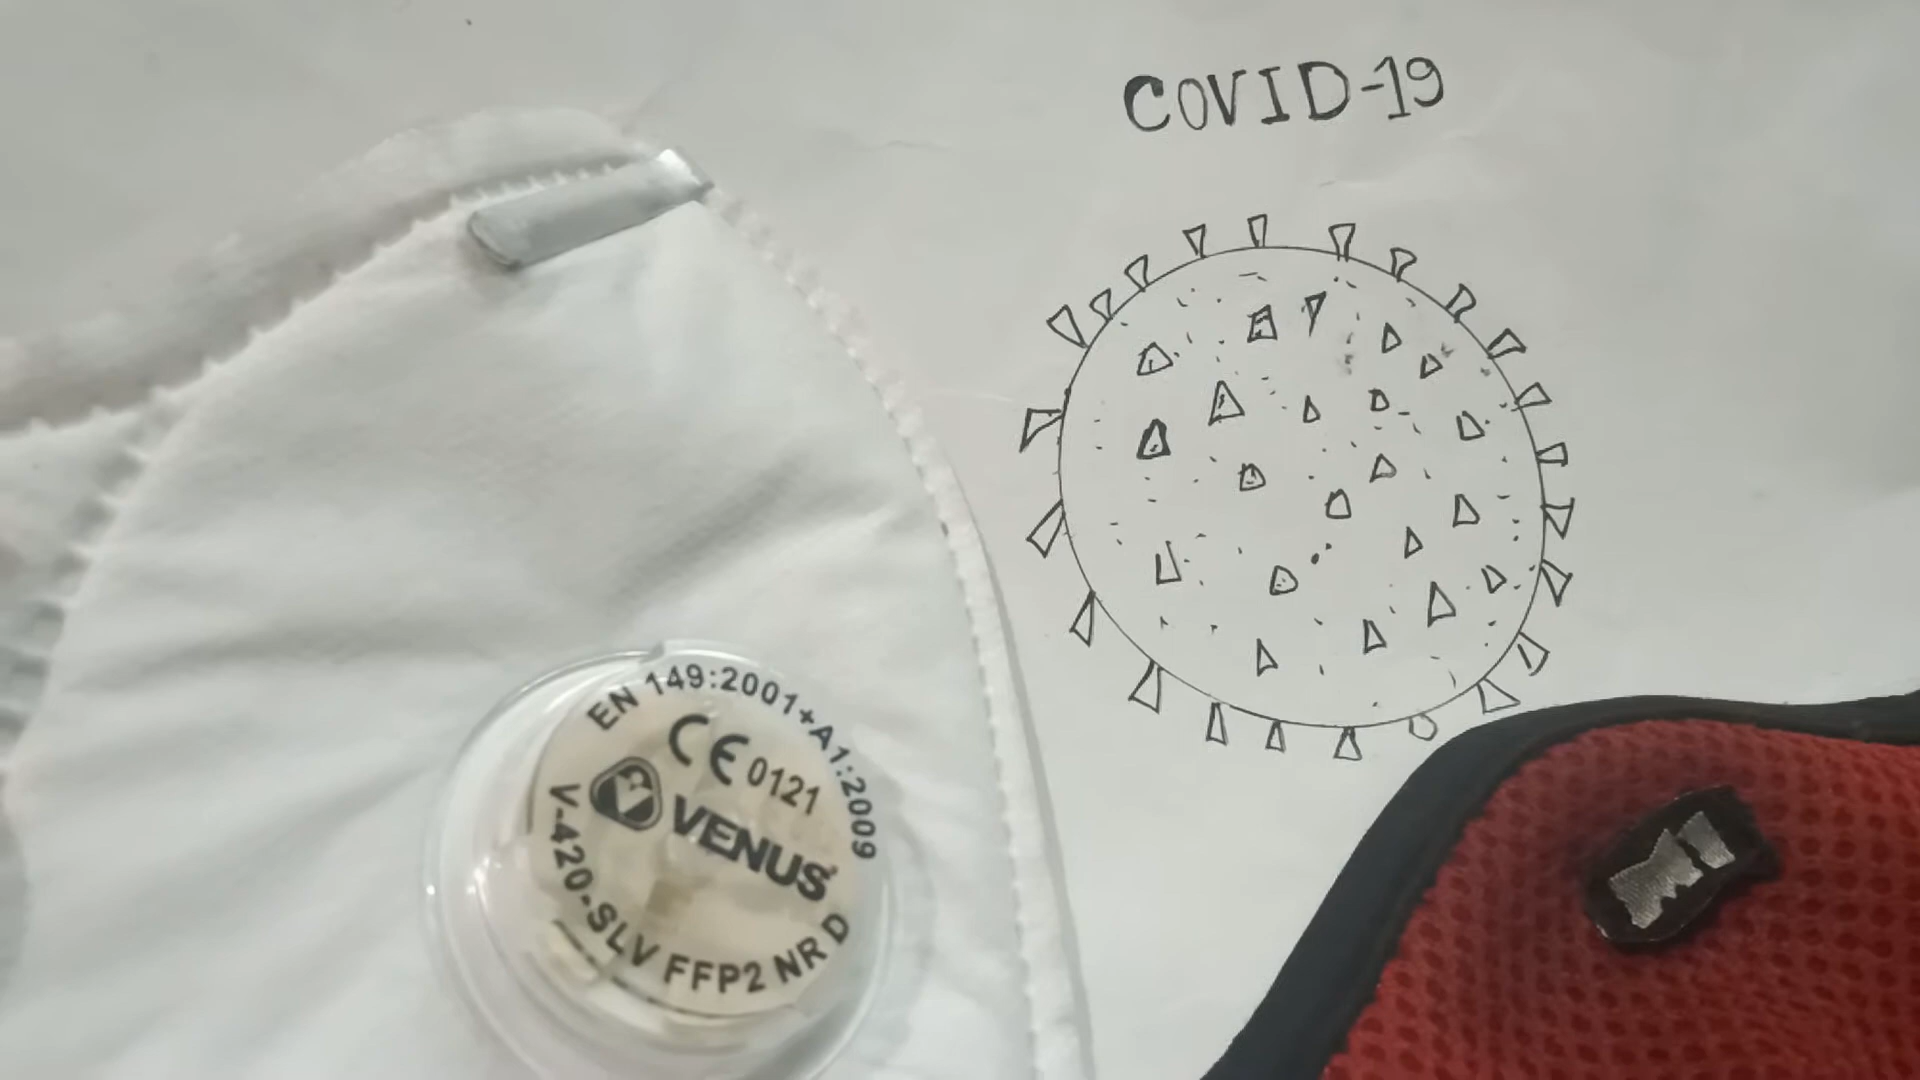 COVID-19
EN 149:2001+A1:2009
CE 0121
VENUS
V-420-SLV FFP2 NR D